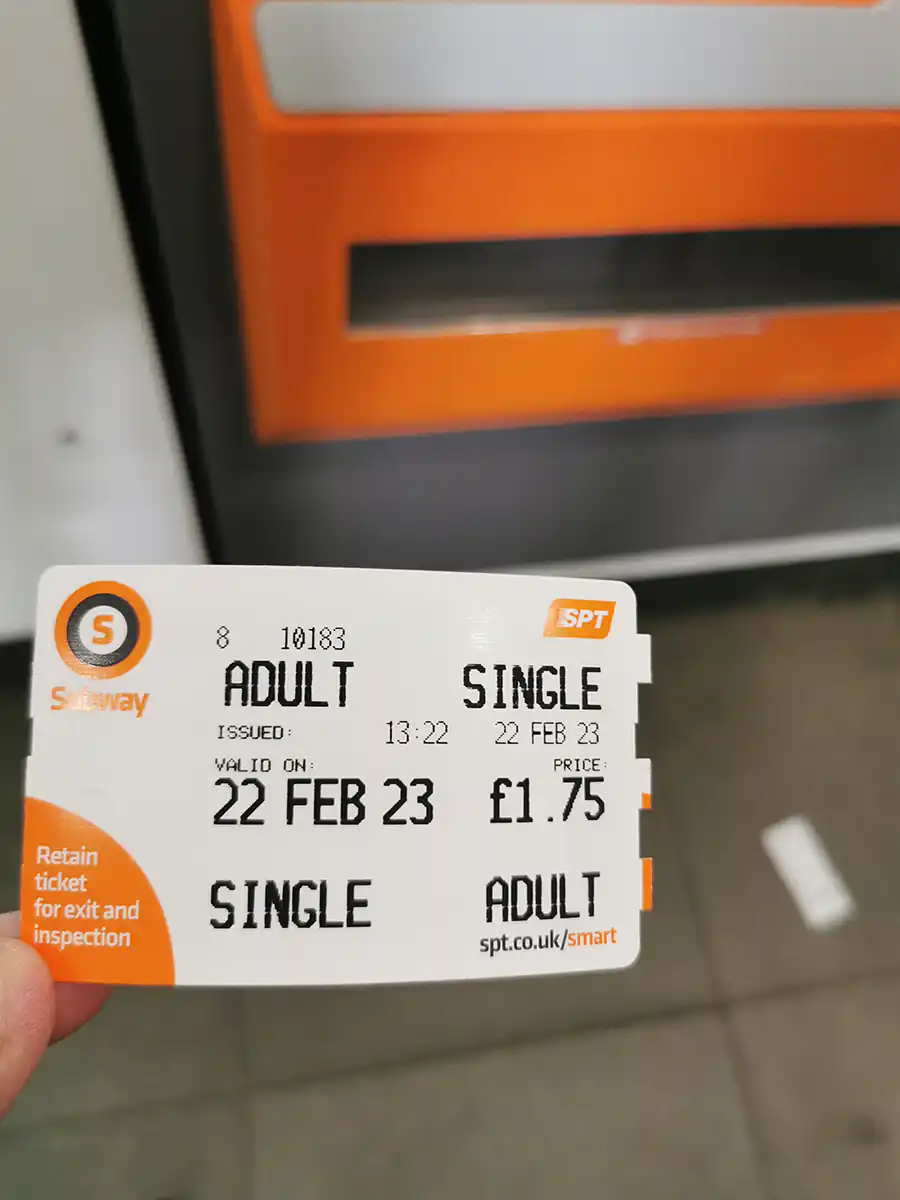 S
Subway
SPT
8 10183
ADULT SINGLE
ISSUED: 13:22 22 FEB 23
VALID ON: PRICE:
22 FEB 23 £1.75
SINGLE ADULT
spt.co.uk/smart
Retain
ticket
for exit and
inspection